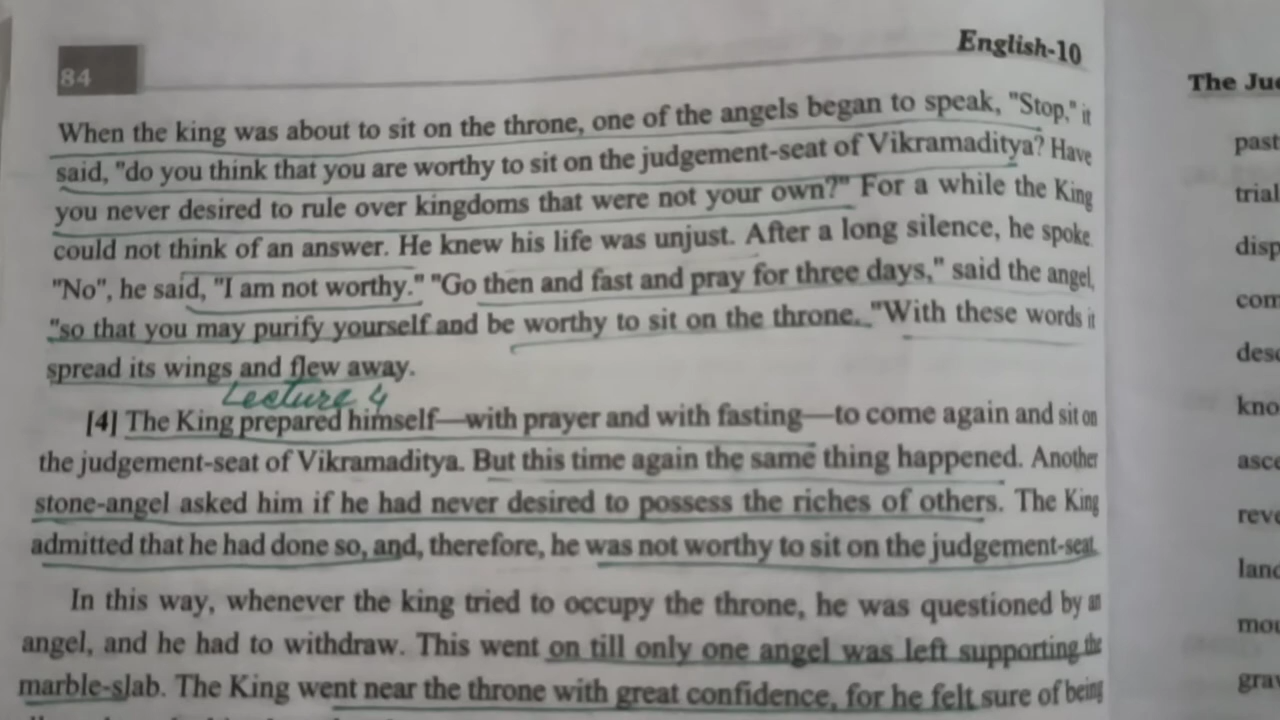 84
English-10
When the king was about to sit on the throne, one of the angels began to speak, "Stop," it
said, "do you think that you are worthy to sit on the judgement-seat of Vikramaditya? Have
you never desired to rule over kingdoms that were not your own?" For a while the King
could not think of an answer. He knew his life was unjust. After a long silence, he spoke.
"No", he said, "I am not worthy." "Go then and fast and pray for three days," said the angel,
"so that you may purify yourself and be worthy to sit on the throne. "With these words it
spread its wings and flew away.
Lecture 4
[4] The King prepared himself—with prayer and with fasting—to come again and sit on
the judgement-seat of Vikramaditya. But this time again the same thing happened. Another
stone-angel asked him if he had never desired to possess the riches of others. The King
admitted that he had done so, and, therefore, he was not worthy to sit on the judgement-seat.
In this way, whenever the king tried to occupy the throne, he was questioned by an
angel, and he had to withdraw. This went on till only one angel was left supporting the
marble-slab. The King went near the throne with great confidence, for he felt sure of being
The
past
trial